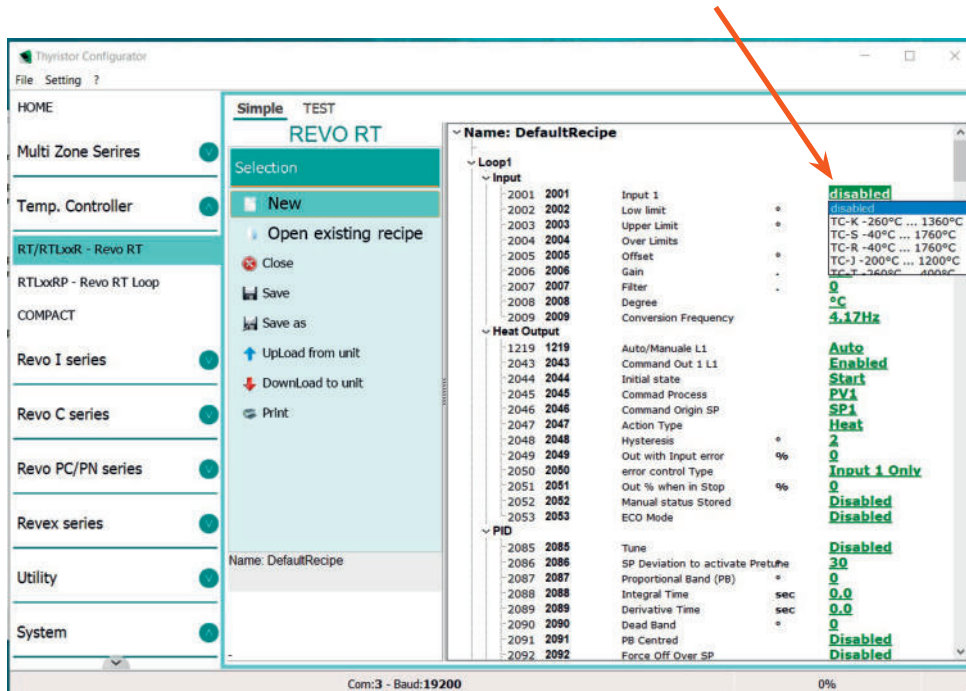 Thyristor Configurator
File Setting ?
HOME
Multi Zone Serires
Temp. Controller
RT/RTLxxR - Revo RT
RTLxxRP - Revo RT Loop
COMPACT
Revo I series
Revo C series
Revo PC/PN series
Revex series
Utility
System
Simple TEST
REVO RT
Selection
New
Open existing recipe
Close
Save
Save as
UpLoad from unit
DownLoad to unit
Print
Name: DefaultRecipe
-
Name: DefaultRecipe
Loop1
Input
2001 2001 Input 1 disabled
disabled
TC-K -260°C ... 1360°C
TC-S -40°C ... 1760°C
TC-R -40°C ... 1760°C
TC-J -200°C ... 1200°C
TC-T -260°C ... 400°C
2002 2002 Low limit °
2003 2003 Upper Limit °
2004 2004 Over Limits
2005 2005 Offset °
2006 2006 Gain .
2007 2007 Filter . 0
2008 2008 Degree °C
2009 2009 Conversion Frequency 4,17Hz
Heat Output
1219 1219 Auto/Manuale L1 Auto
2043 2043 Command Out 1 L1 Enabled
2044 2044 Initial state Start
2045 2045 Commad Process PV1
2046 2046 Command Origin SP SP1
2047 2047 Action Type Heat
2048 2048 Hysteresis ° 2
2049 2049 Out with Input error % 0
2050 2050 error control Type Input 1 Only
2051 2051 Out % when in Stop % 0
2052 2052 Manual status Stored Disabled
2053 2053 ECO Mode Disabled
PID
2085 2085 Tune Disabled
2086 2086 SP Deviation to activate Pretune 30
2087 2087 Proportional Band (PB) ° 0
2088 2088 Integral Time sec 0,0
2089 2089 Derivative Time sec 0,0
2090 2090 Dead Band ° 0
2091 2091 PB Centred Disabled
2092 2092 Force Off Over SP Disabled
Com:3 - Baud:19200 0%